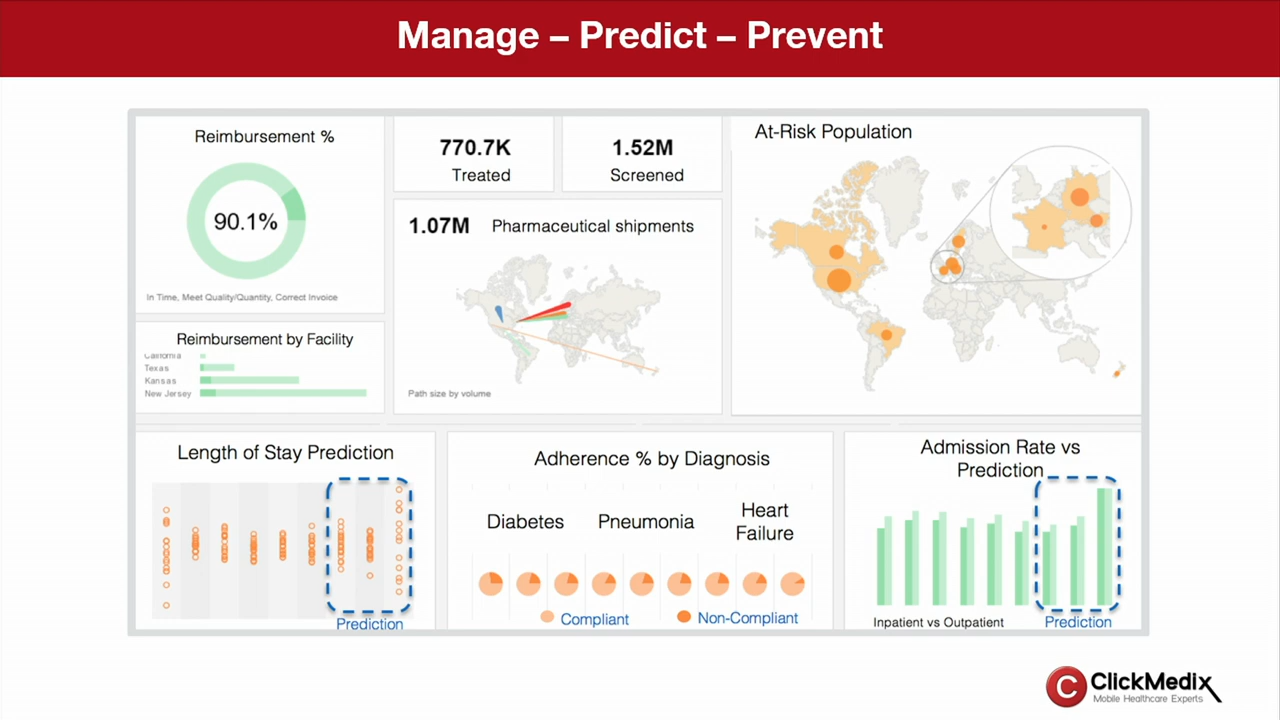 Manage – Predict – Prevent
Reimbursement %
90.1%
In Time, Meet Quality/Quantity, Correct Invoice
770.7K
Treated
1.52M
Screened
At-Risk Population
1.07M Pharmaceutical shipments
Path size by volume
Reimbursement by Facility
California
Texas
Kansas
New Jersey
Length of Stay Prediction
Prediction
Adherence % by Diagnosis
Diabetes
Pneumonia
Heart
Failure
Compliant
Non-Compliant
Admission Rate vs
Prediction
Inpatient vs Outpatient
Prediction
C
ClickMedix
Mobile Healthcare Experts